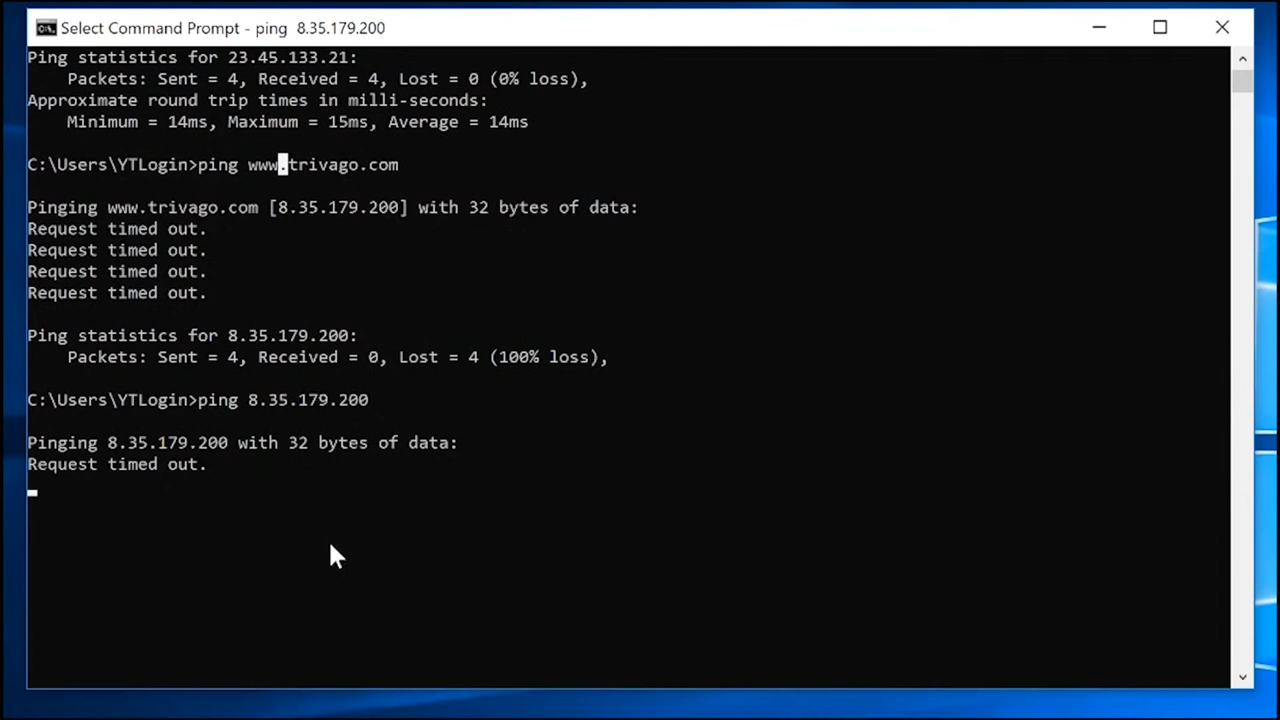 Select Command Prompt - ping 8.35.179.200
Ping statistics for 23.45.133.21:
Packets: Sent = 4, Received = 4, Lost = 0 (0% loss),
Approximate round trip times in milli-seconds:
Minimum = 14ms, Maximum = 15ms, Average = 14ms
C:\Users\YTLogin>ping www.trivago.com
Pinging www.trivago.com [8.35.179.200] with 32 bytes of data:
Request timed out.
Request timed out.
Request timed out.
Request timed out.
Ping statistics for 8.35.179.200:
Packets: Sent = 4, Received = 0, Lost = 4 (100% loss),
C:\Users\YTLogin>ping 8.35.179.200
Pinging 8.35.179.200 with 32 bytes of data:
Request timed out.